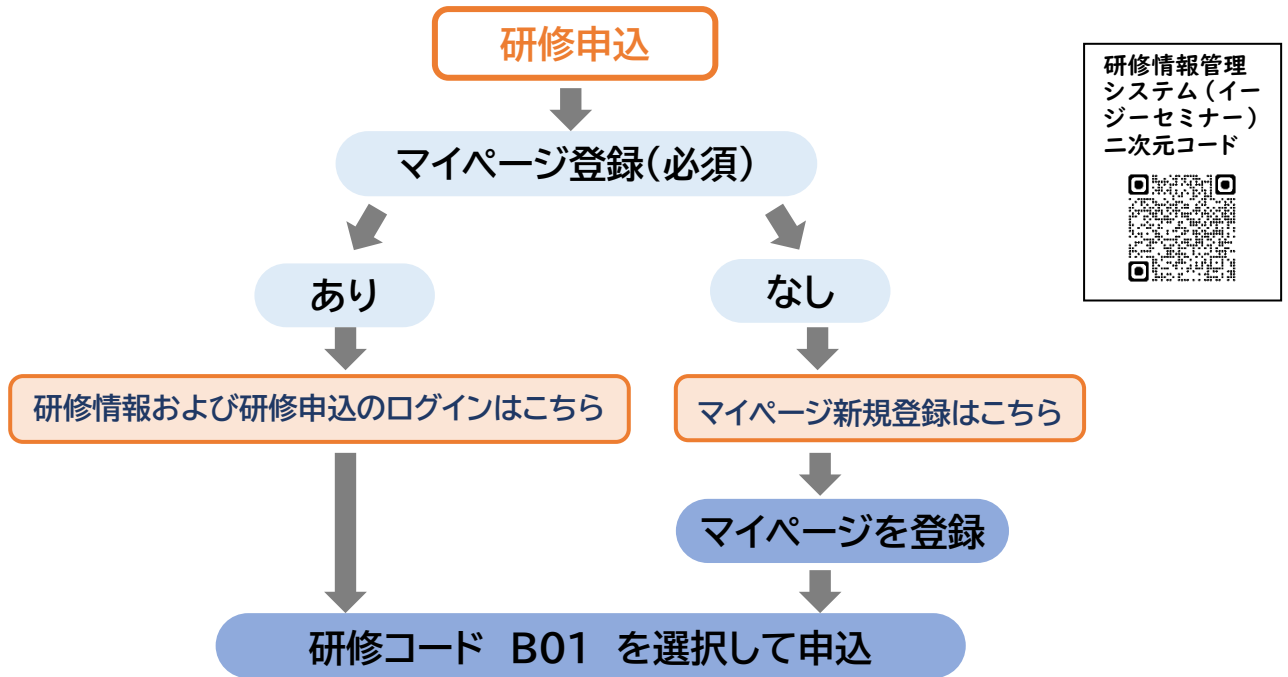 研修申込
研修情報管理
システム(イー
ジーセミナー)
二次元コード
マイページ登録(必須)
あり
なし
研修情報および研修申込のログインはこちら
マイページ新規登録はこちら
マイページを登録
研修コード B01 を選択して申込